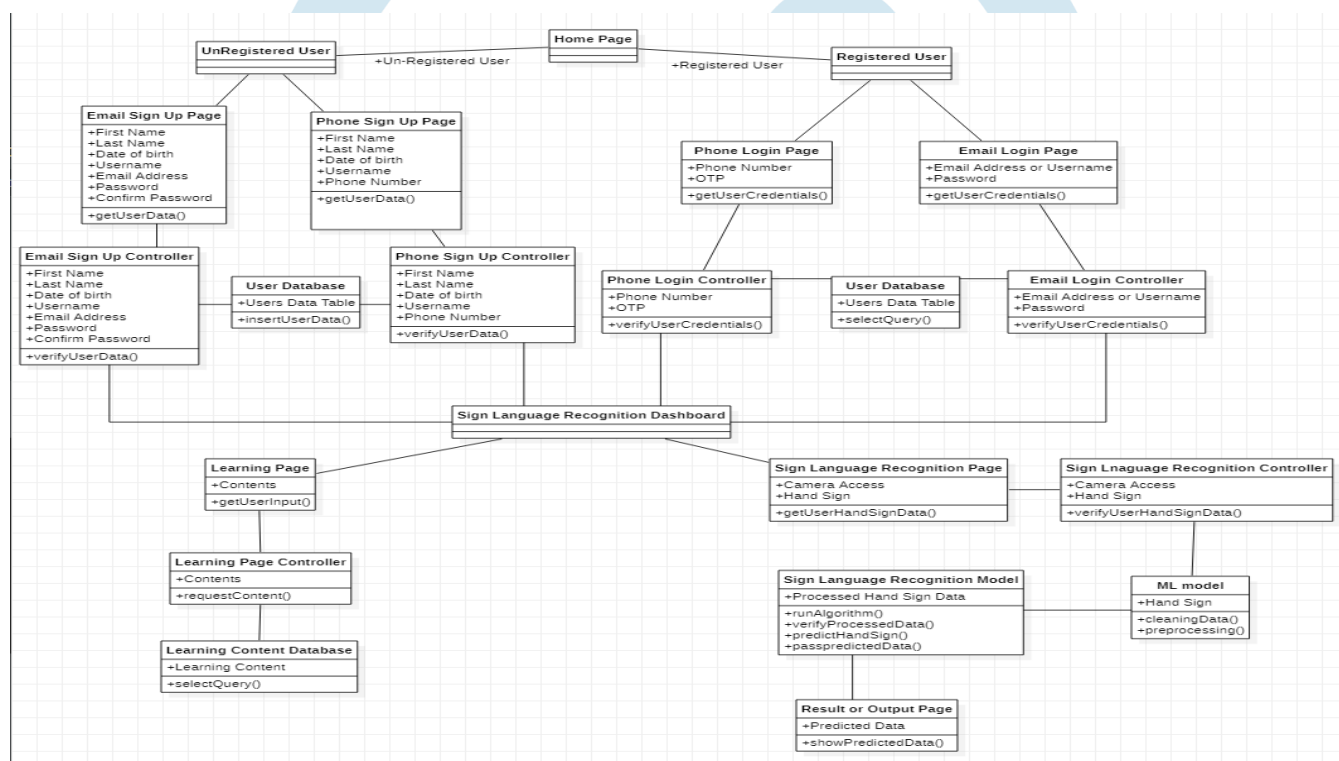 Home Page
UnRegistered User
+Un-Registered User
+Registered User
Registered User
Email Sign Up Page
+First Name
+Last Name
+Date of birth
+Username
+Email Address
+Password
+Confirm Password
+getUserData()
Phone Sign Up Page
+First Name
+Last Name
+Date of birth
+Username
+Phone Number
+getUserData()
Phone Login Page
+Phone Number
+OTP
+getUserCredentials()
Email Login Page
+Email Address or Username
+Password
+getUserCredentials()
Email Sign Up Controller
+First Name
+Last Name
+Date of birth
+Username
+Email Address
+Password
+Confirm Password
+verifyUserData()
User Database
+Users Data Table
+insertUserData()
Phone Sign Up Controller
+First Name
+Last Name
+Date of birth
+Username
+Phone Number
+verifyUserData()
Phone Login Controller
+Phone Number
+OTP
+verifyUserCredentials()
User Database
+Users Data Table
+selectQuery()
Email Login Controller
+Email Address or Username
+Password
+verifyUserCredentials()
Sign Language Recognition Dashboard
Learning Page
+Contents
+getUserInput()
Sign Language Recognition Page
+Camera Access
+Hand Sign
+getUserHandSignData()
Sign Lnaguage Recognition Controller
+Camera Access
+Hand Sign
+verifyUserHandSignData()
Learning Page Controller
+Contents
+requestContent()
Sign Language Recognition Model
+Processed Hand Sign Data
+runAlgorithm()
+verifyProcessedData()
+predictHandSign()
+passpredictedData()
ML model
+Hand Sign
+cleaningData()
+preprocessing()
Learning Content Database
+Learning Content
+selectQuery()
Result or Output Page
+Predicted Data
+showPredictedData()